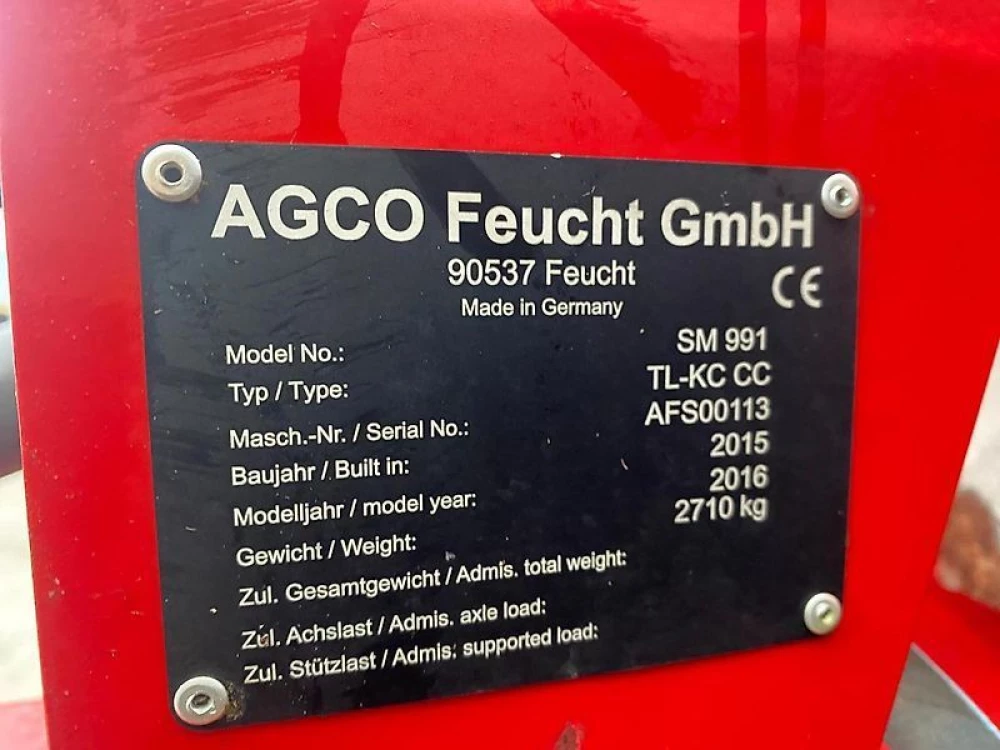 AGCO Feucht GmbH
90537 Feucht
Made in Germany
CE
Model No.: SM 991
Typ / Type: TL-KC CC
Masch.-Nr. / Serial No.: AFS00113
Baujahr / Built in: 2015
Modelljahr / model year: 2016
Gewicht / Weight: 2710 kg
Zul. Gesamtgewicht / Admis. total weight:
Zul. Achslast / Admis. axle load:
Zul. Stützlast / Admis. supported load: